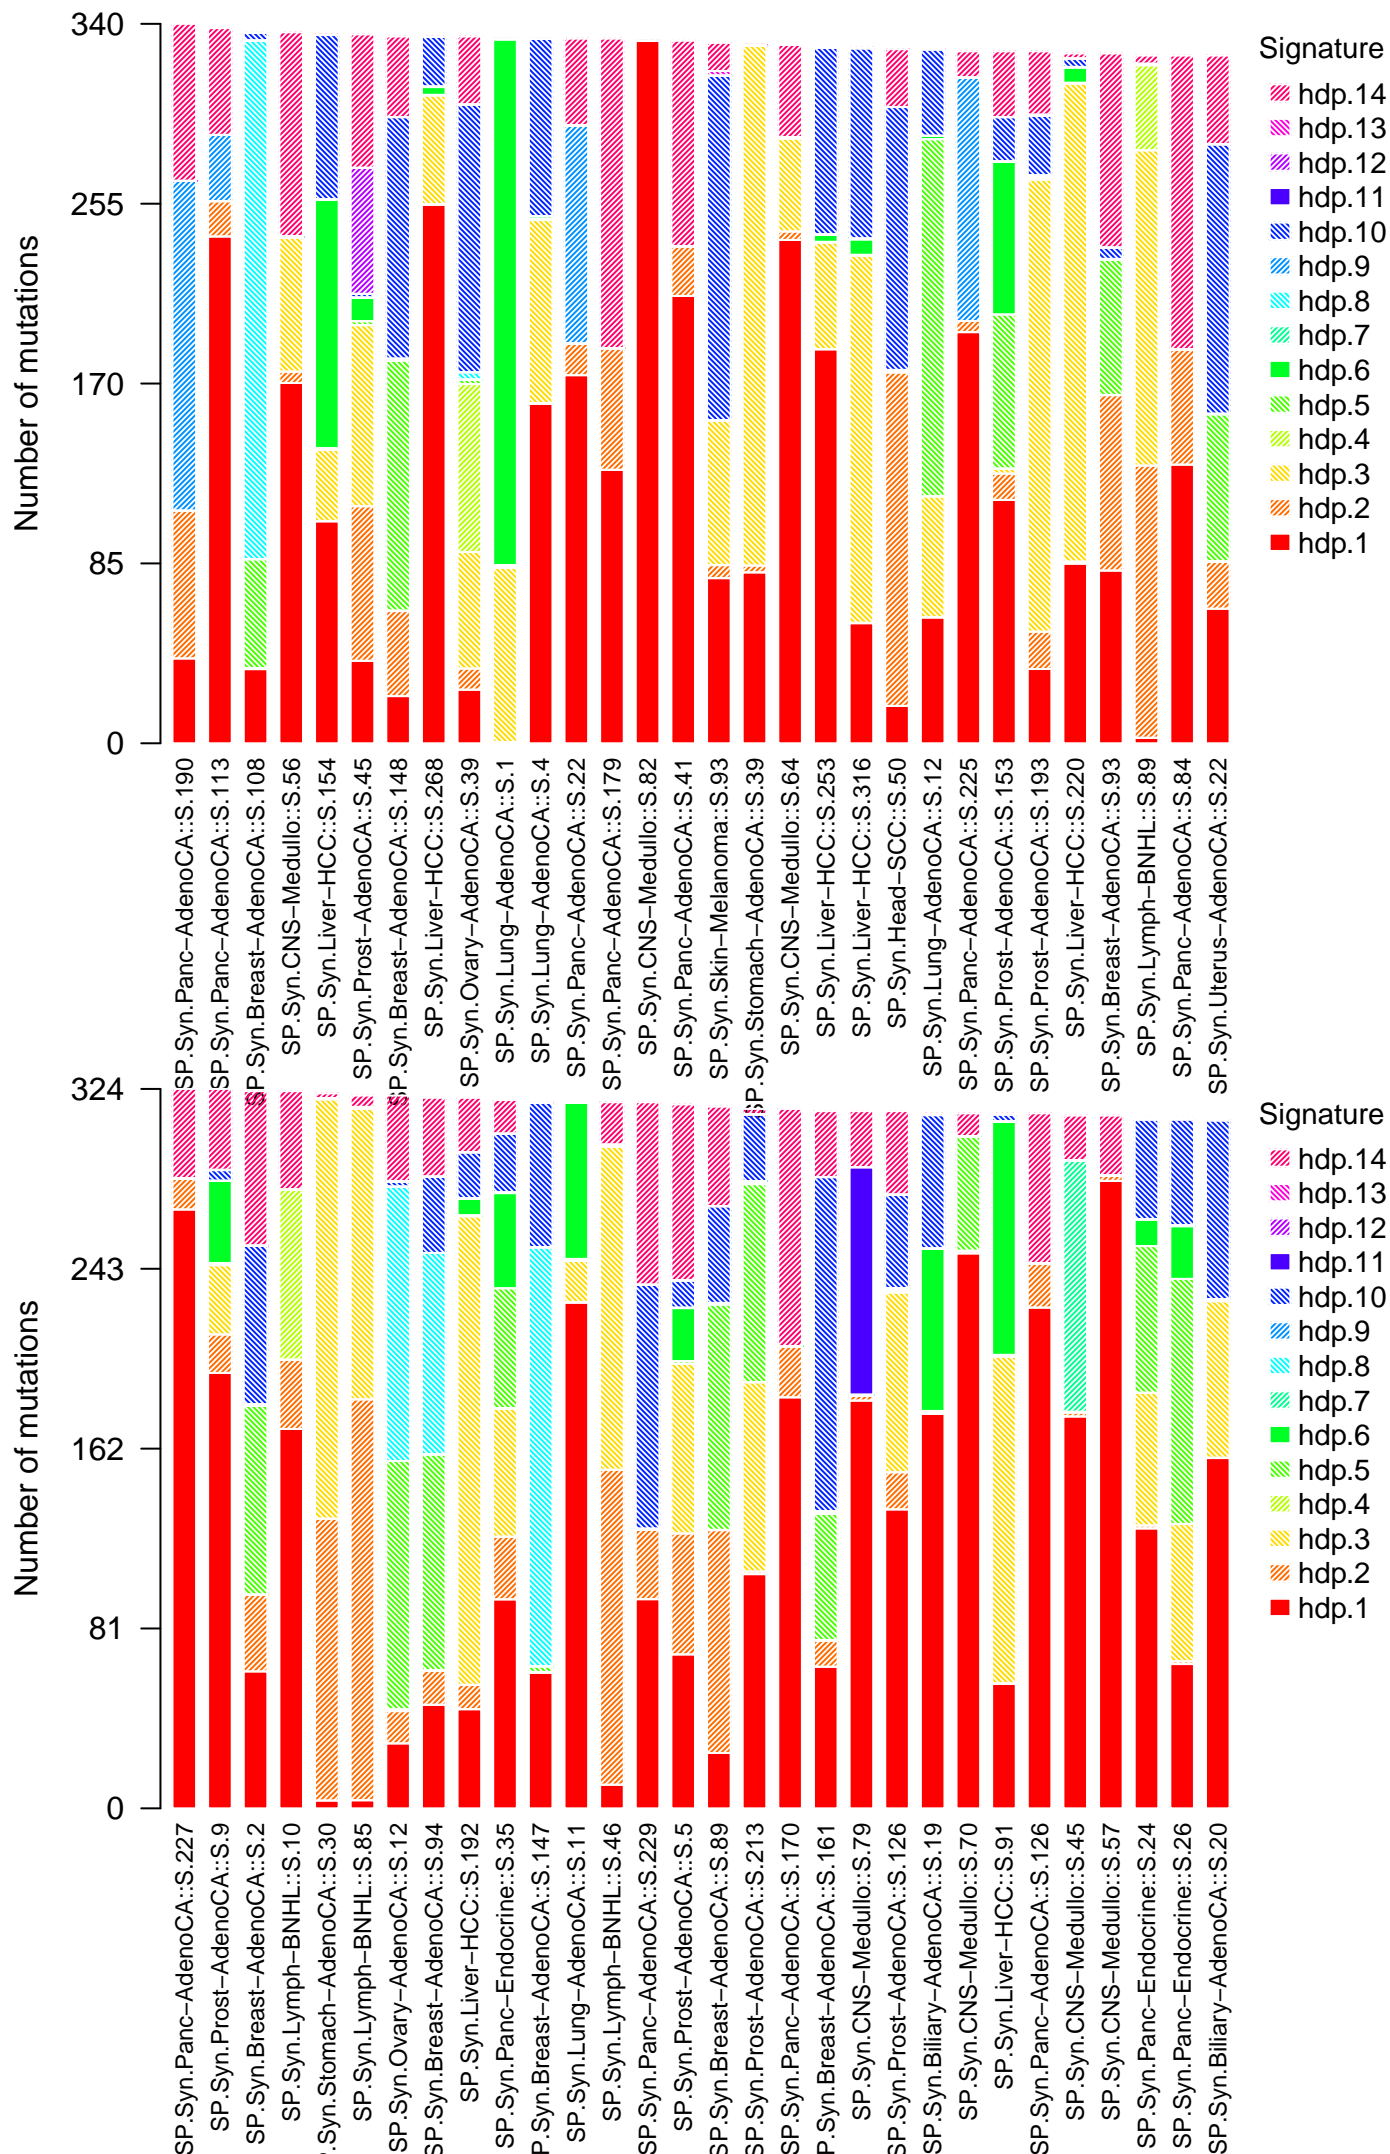 Number of mutations
340
255
170
85
0
Signature
hdp.14
hdp.13
hdp.12
hdp.11
hdp.10
hdp.9
hdp.8
hdp.7
hdp.6
hdp.5
hdp.4
hdp.3
hdp.2
hdp.1
SP.Syn.Panc−AdenoCA::S.190
SP.Syn.Panc−AdenoCA::S.113
SP.Syn.Breast−AdenoCA::S.108
SP.Syn.CNS−Medullo::S.56
SP.Syn.Liver−HCC::S.154
SP.Syn.Prost−AdenoCA::S.45
SP.Syn.Breast−AdenoCA::S.148
SP.Syn.Liver−HCC::S.268
SP.Syn.Ovary−AdenoCA::S.39
SP.Syn.Lung−AdenoCA::S.1
SP.Syn.Lung−AdenoCA::S.4
SP.Syn.Panc−AdenoCA::S.22
SP.Syn.Panc−AdenoCA::S.179
SP.Syn.CNS−Medullo::S.82
SP.Syn.Panc−AdenoCA::S.41
SP.Syn.Skin−Melanoma::S.93
SP.Syn.Stomach−AdenoCA::S.39
SP.Syn.CNS−Medullo::S.64
SP.Syn.Liver−HCC::S.253
SP.Syn.Liver−HCC::S.316
SP.Syn.Head−SCC::S.50
SP.Syn.Lung−AdenoCA::S.12
SP.Syn.Panc−AdenoCA::S.225
SP.Syn.Prost−AdenoCA::S.153
SP.Syn.Prost−AdenoCA::S.193
SP.Syn.Liver−HCC::S.220
SP.Syn.Breast−AdenoCA::S.93
SP.Syn.Lymph−BNHL::S.89
SP.Syn.Panc−AdenoCA::S.84
SP.Syn.Uterus−AdenoCA::S.22
Number of mutations
324
243
162
81
0
Signature
hdp.14
hdp.13
hdp.12
hdp.11
hdp.10
hdp.9
hdp.8
hdp.7
hdp.6
hdp.5
hdp.4
hdp.3
hdp.2
hdp.1
SP.Syn.Panc−AdenoCA::S.227
SP.Syn.Prost−AdenoCA::S.9
SP.Syn.Breast−AdenoCA::S.2
SP.Syn.Lymph−BNHL::S.10
P.Syn.Stomach−AdenoCA::S.30
SP.Syn.Lymph−BNHL::S.85
SP.Syn.Ovary−AdenoCA::S.12
SP.Syn.Breast−AdenoCA::S.94
SP.Syn.Liver−HCC::S.192
SP.Syn.Panc−Endocrine::S.35
P.Syn.Breast−AdenoCA::S.147
SP.Syn.Lung−AdenoCA::S.11
SP.Syn.Lymph−BNHL::S.46
SP.Syn.Panc−AdenoCA::S.229
SP.Syn.Prost−AdenoCA::S.5
SP.Syn.Breast−AdenoCA::S.89
SP.Syn.Prost−AdenoCA::S.213
SP.Syn.Panc−AdenoCA::S.170
P.Syn.Breast−AdenoCA::S.161
SP.Syn.CNS−Medullo::S.79
SP.Syn.Prost−AdenoCA::S.126
SP.Syn.Biliary−AdenoCA::S.19
SP.Syn.CNS−Medullo::S.70
SP.Syn.Liver−HCC::S.91
SP.Syn.Panc−AdenoCA::S.126
SP.Syn.CNS−Medullo::S.45
SP.Syn.CNS−Medullo::S.57
SP.Syn.Panc−Endocrine::S.24
SP.Syn.Panc−Endocrine::S.26
SP.Syn.Biliary−AdenoCA::S.20